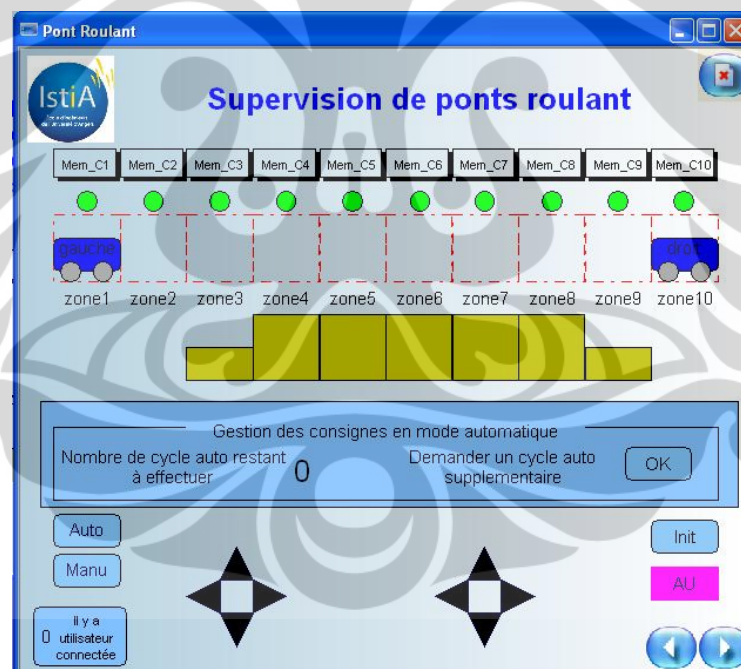 Pont Roulant
IstiA
Supervision de ponts roulant
Mem_C1 Mem_C2 Mem_C3 Mem_C4 Mem_C5 Mem_C6 Mem_C7 Mem_C8 Mem_C9 Mem_C10
gauche droit
zone1 zone2 zone3 zone4 zone5 zone6 zone7 zone8 zone9 zone10
Gestion des consignes en mode automatique
Nombre de cycle auto restant
à effectuer
0
Demander un cycle auto
supplementaire
OK
Auto
Manu
Init
AU
0
il y a
utilisateur
connectée